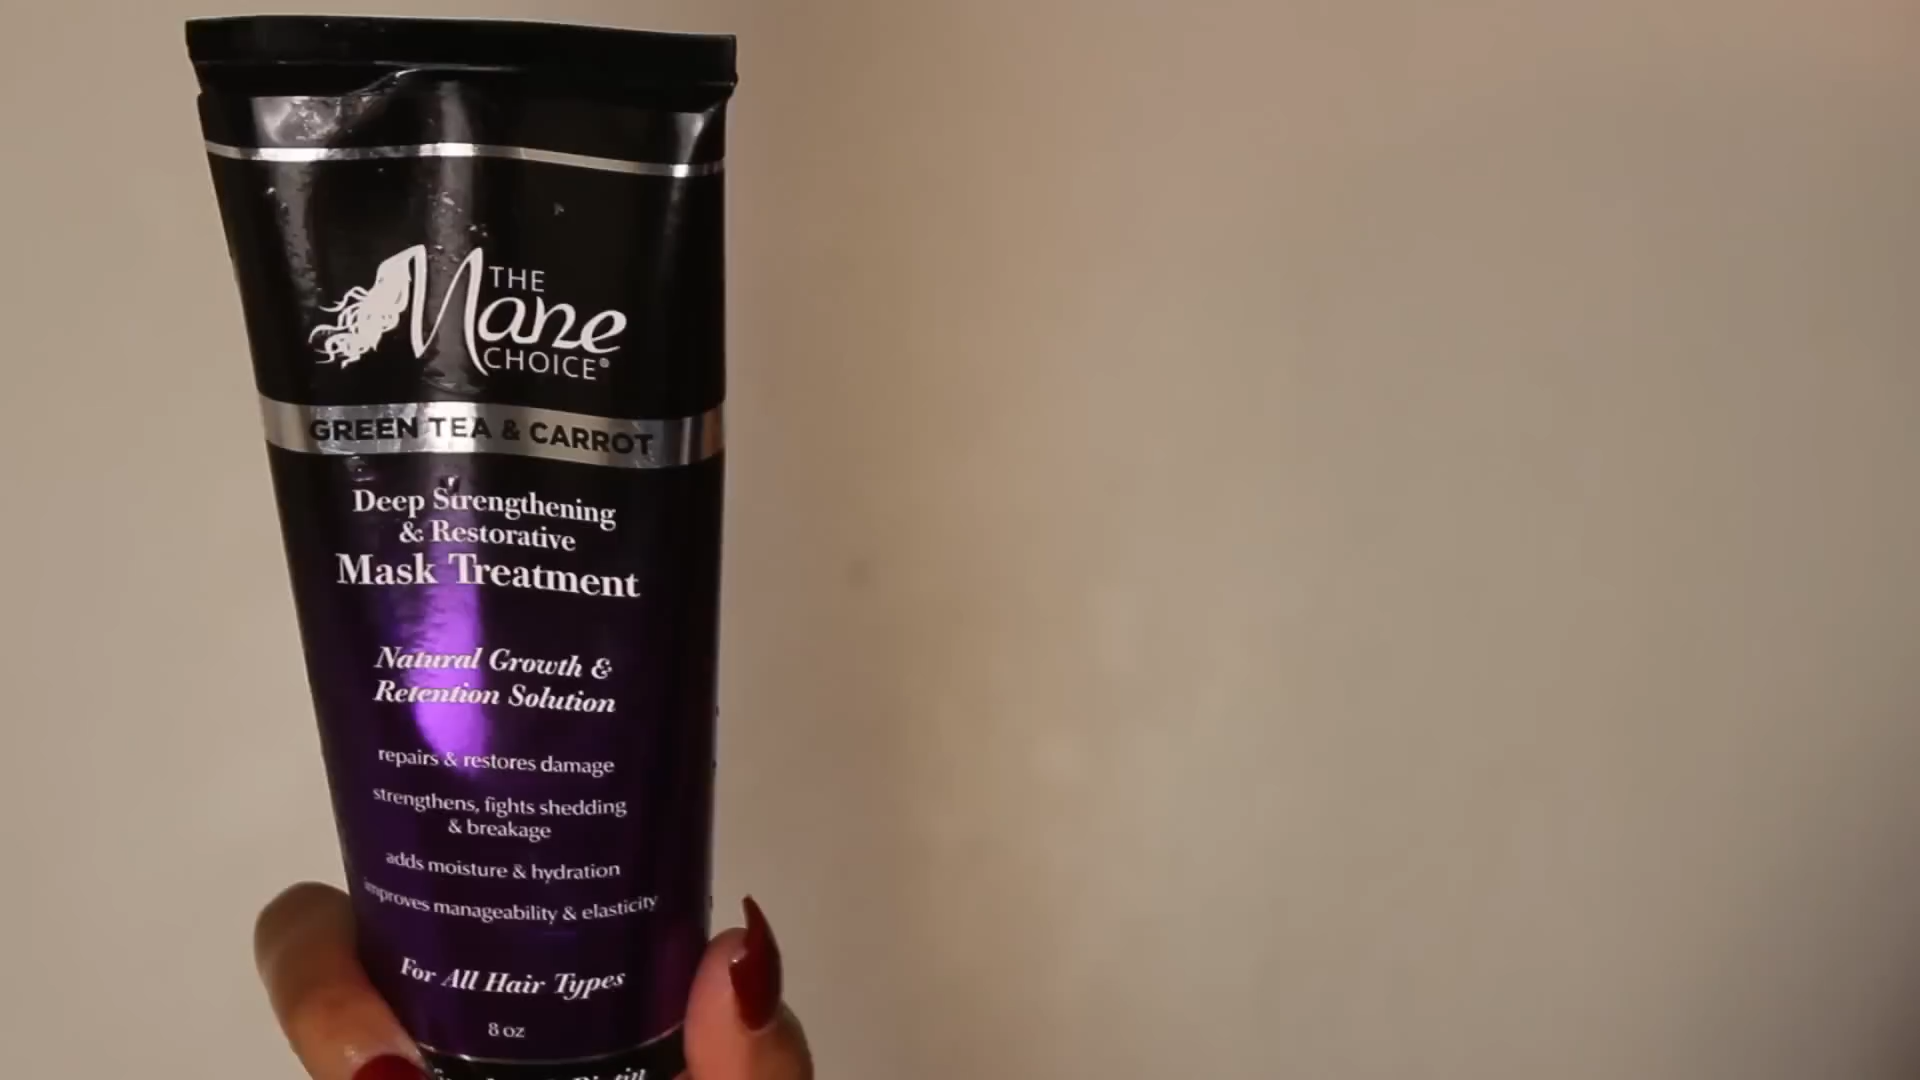 THE
Mane
CHOICE®
GREEN TEA & CARROT
Deep Strengthening
& Restorative
Mask Treatment
Natural Growth &
Retention Solution
repairs & restores damage
strengthens, fights shedding
& breakage
adds moisture & hydration
improves manageability & elasticity
For All Hair Types
8 oz